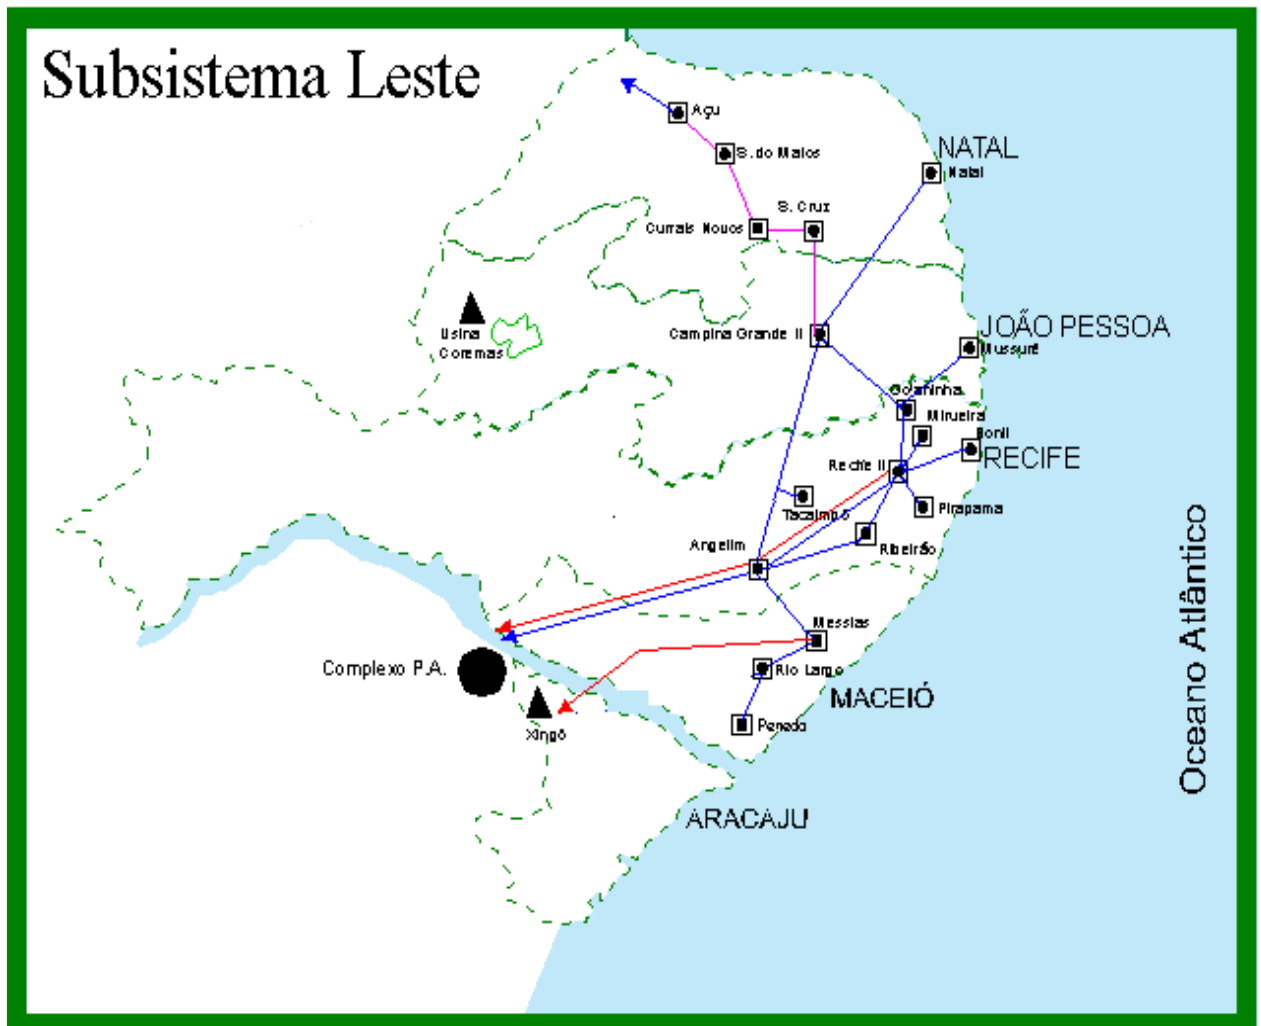 Subsistema Leste
Açu
S. do Matos
NATAL
Natal
S. Cruz
Currais Novos
Usina
Coremas
Campina Grande II
JOÃO PESSOA
Mussuré
Goianinha
Mirueira
Bonji
RECIFE
Recife II
Tacaimbó
Pirapama
Angelim
Ribeirão
Messias
Complexo P.A.
Rio Largo
MACEIÓ
Xingó
Penedo
ARACAJU
Oceano Atlântico